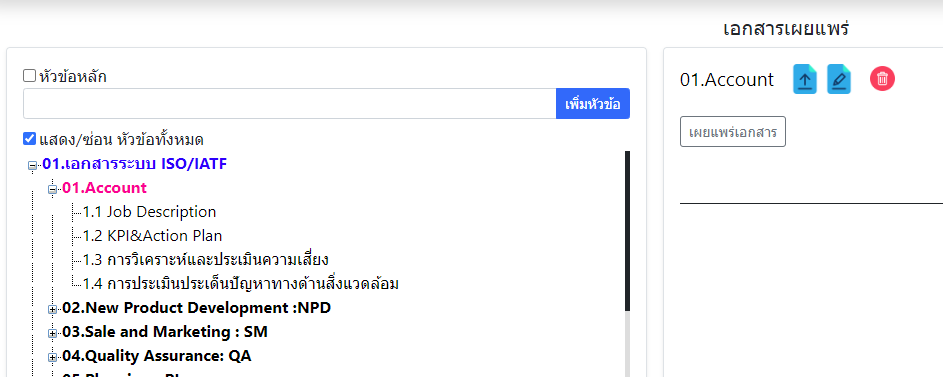 เอกสารเผยแพร่
หัวข้อหลัก
เพิ่มหัวข้อ
แสดง/ซ่อน หัวข้อทั้งหมด
01.เอกสารระบบ ISO/IATF
01.Account
1.1 Job Description
1.2 KPI&Action Plan
1.3 การวิเคราะห์และประเมินความเสี่ยง
1.4 การประเมินประเด็นปัญหาทางด้านสิ่งแวดล้อม
02.New Product Development :NPD
03.Sale and Marketing : SM
04.Quality Assurance: QA
01.Account
เผยแพร่เอกสาร